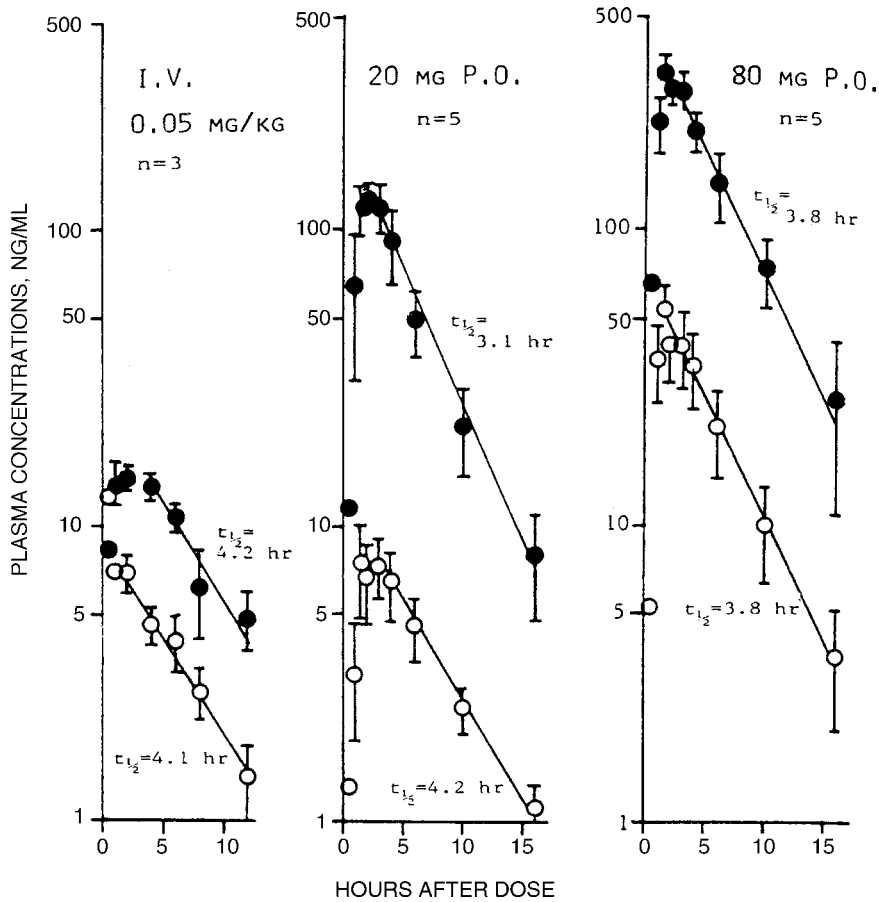 I.V.
0.05 MG/KG
n=3
20 MG P.O.
n=5
80 MG P.O.
n=5
PLASMA CONCENTRATIONS, NG/ML
500
100
50
10
5
1
t½=
4.2 hr
t½=4.1 hr
0 5 10
500
100
50
10
5
1
t½=
3.1 hr
t½=4.2 hr
0 5 10 15
500
100
50
10
5
1
t½=
3.8 hr
t½=3.8 hr
0 5 10 15
HOURS AFTER DOSE